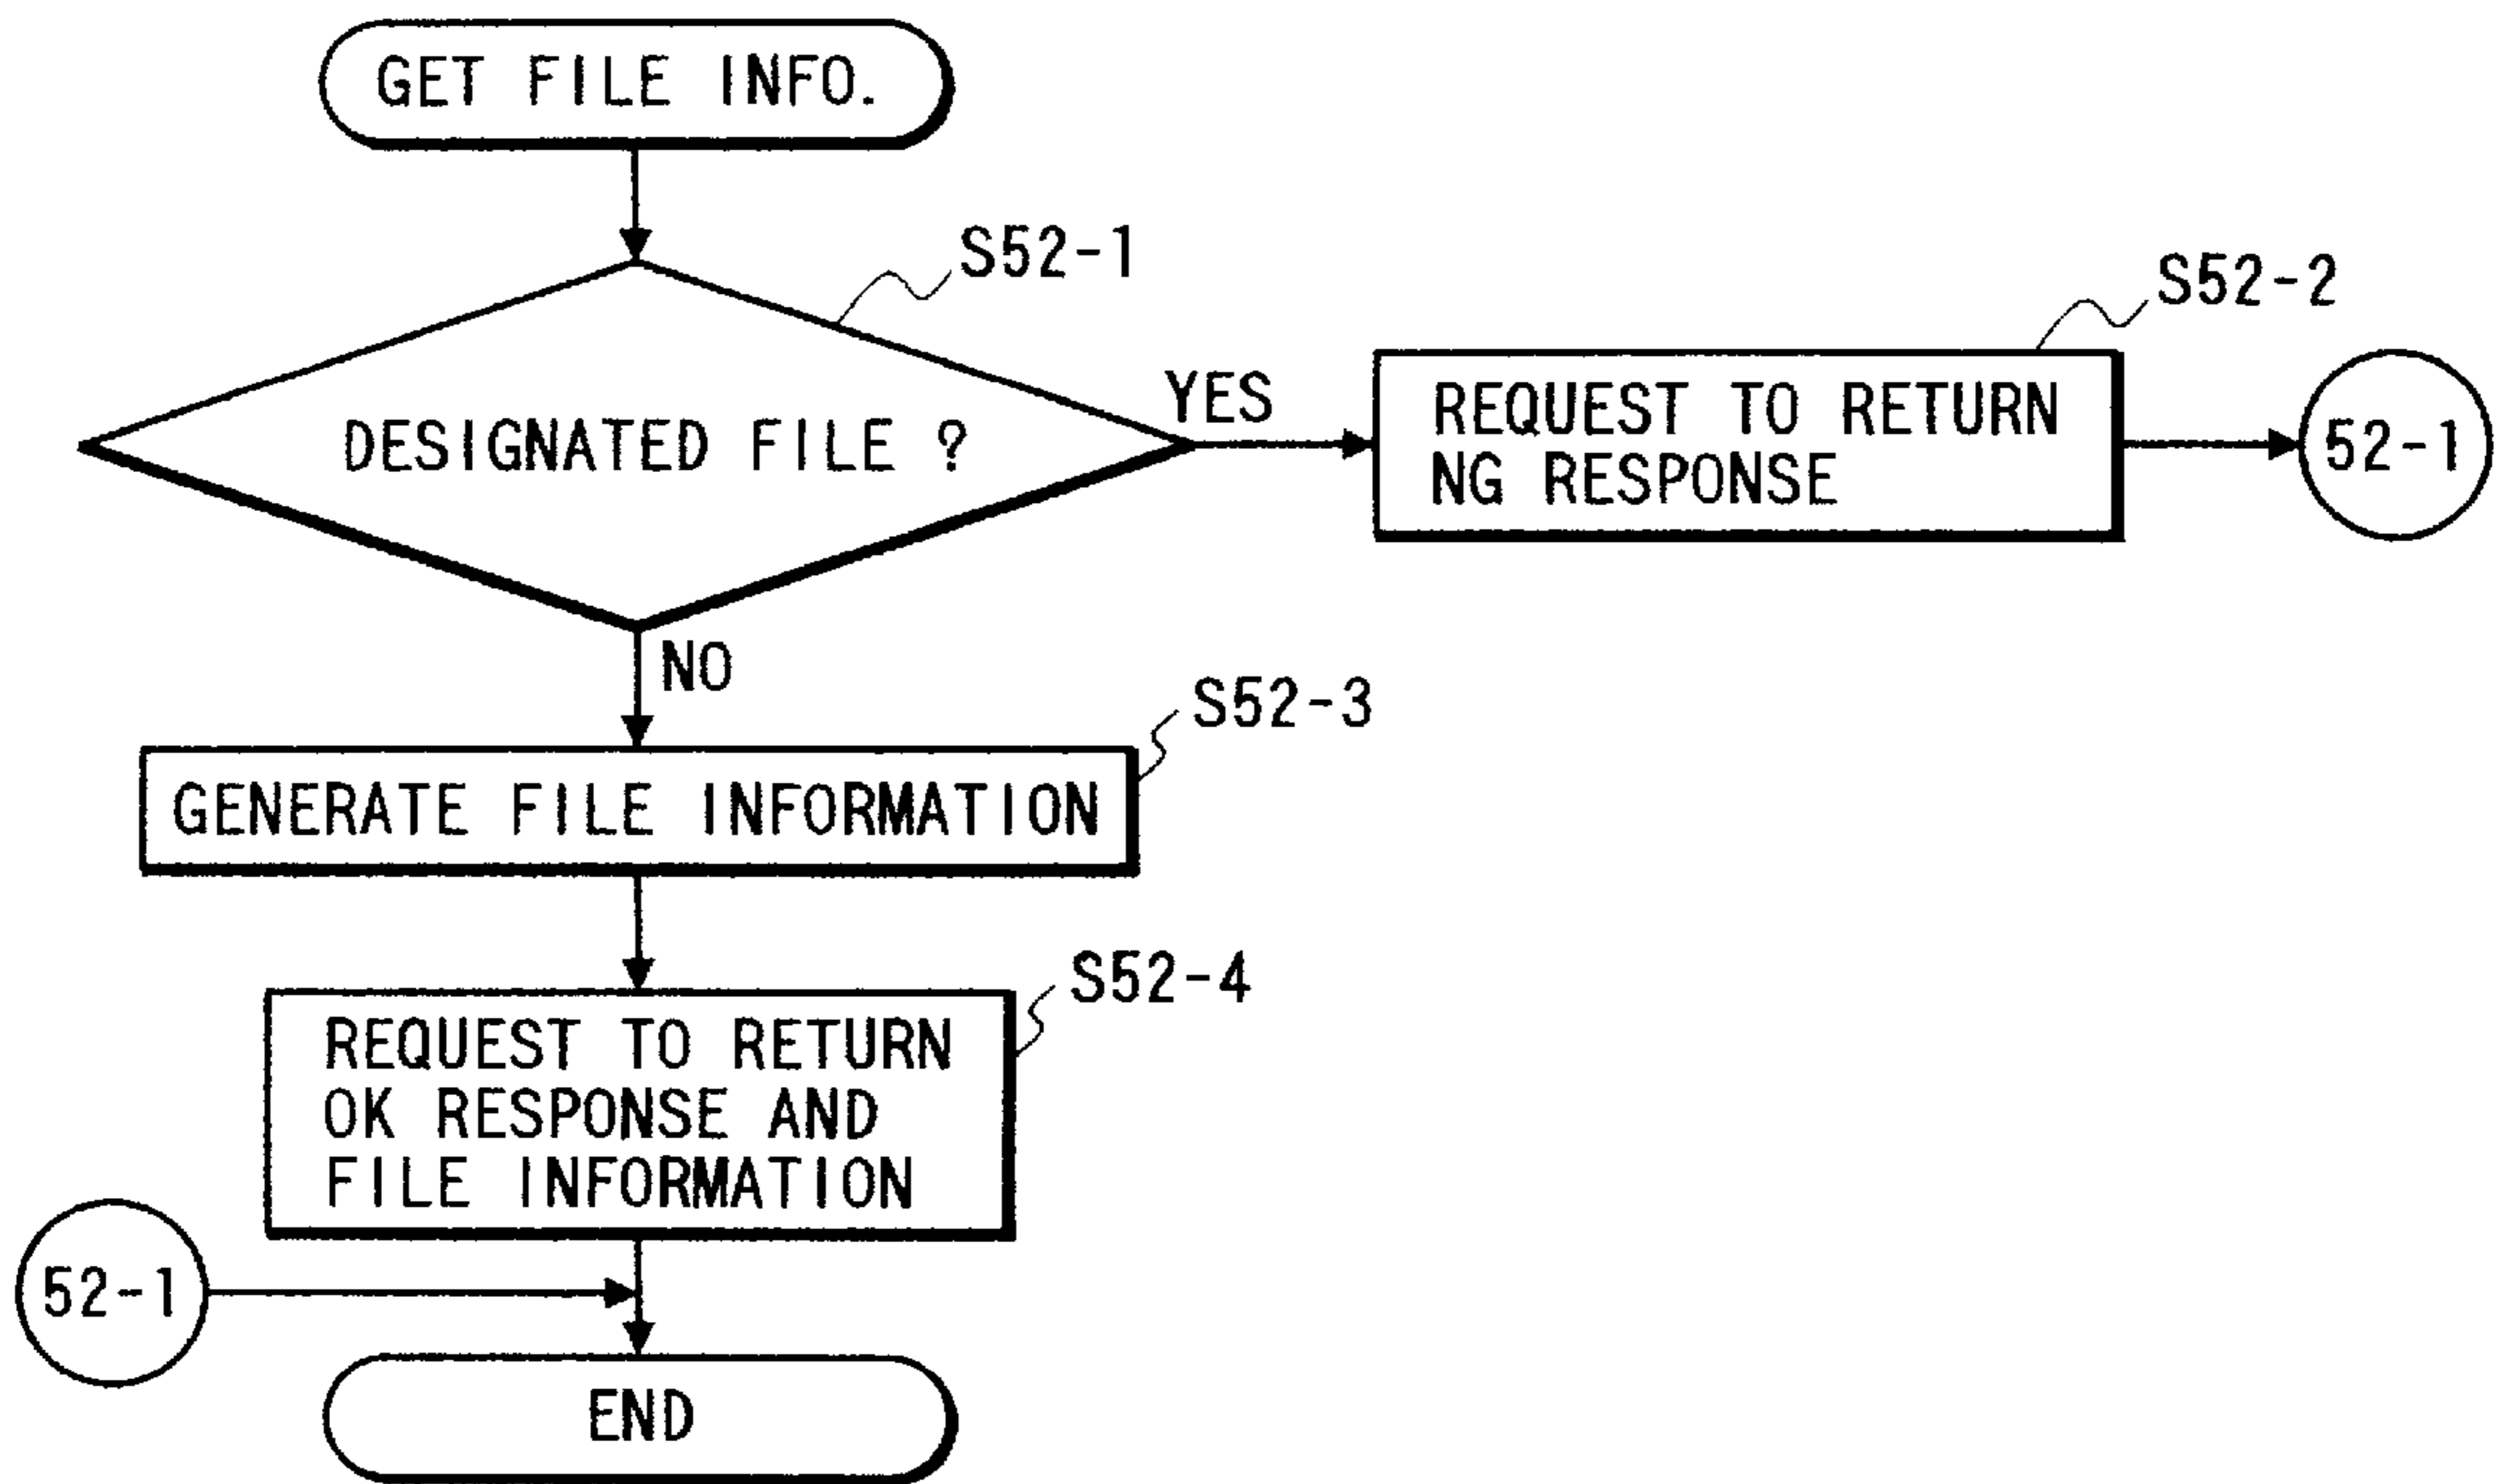 GET FILE INFO.
S52-1
S52-2
DESIGNATED FILE ?
YES
REQUEST TO RETURN
NG RESPONSE
52-1
NO
S52-3
GENERATE FILE INFORMATION
S52-4
REQUEST TO RETURN
OK RESPONSE AND
FILE INFORMATION
52-1
END